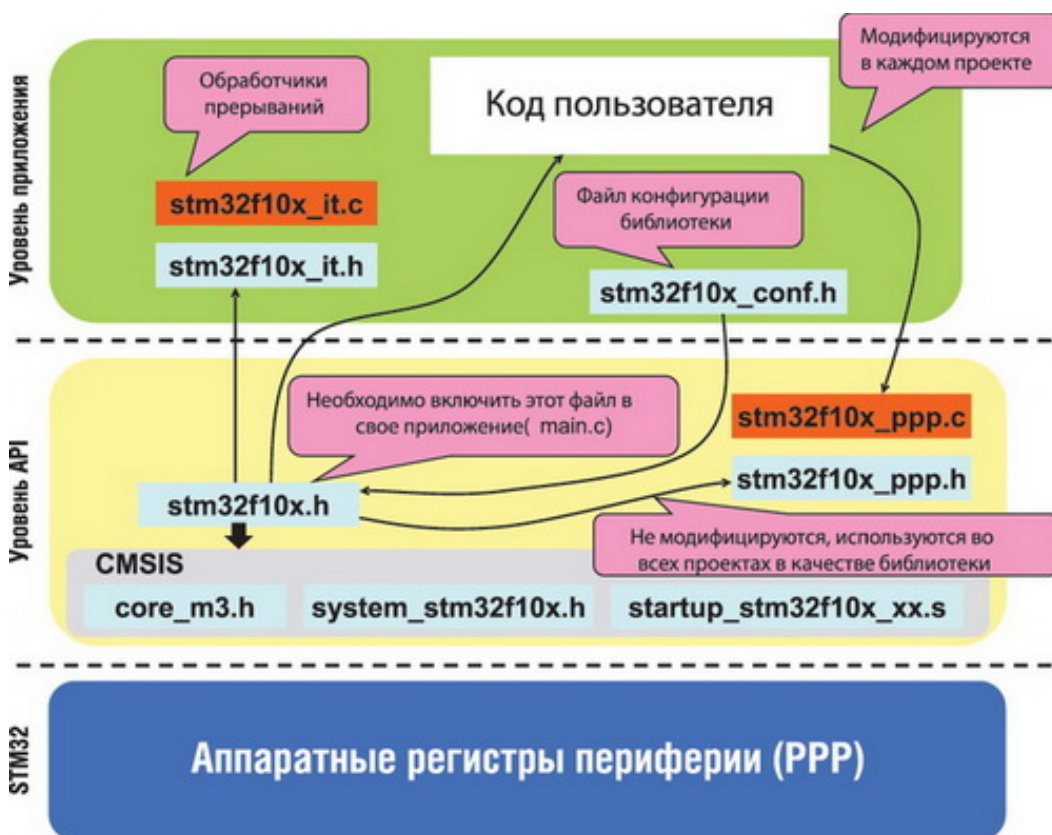 Модифицируются
в каждом проекте
Обработчики
прерываний
Код пользователя
Уровень приложения
stm32f10x_it.c
Файл конфигурации
библиотеки
stm32f10x_it.h
stm32f10x_conf.h
Необходимо включить этот файл в
свое приложение( main.c)
stm32f10x_ppp.c
Уровень API
stm32f10x_ppp.h
stm32f10x.h
Не модифицируются, используются во
всех проектах в качестве библиотеки
CMSIS
core_m3.h
system_stm32f10x.h
startup_stm32f10x_xx.s
STM32
Аппаратные регистры периферии (PPP)